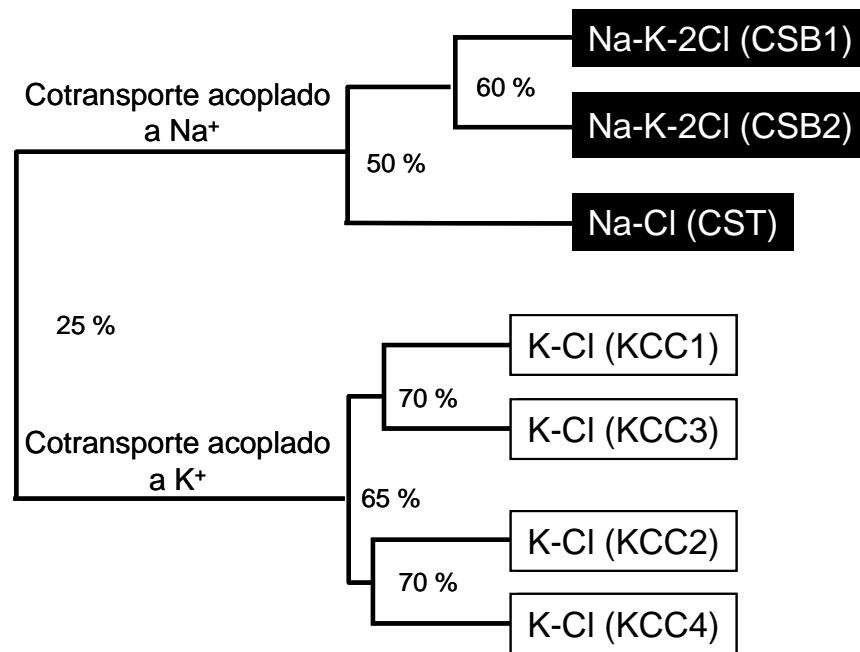 Na-K-2Cl (CSB1)
60 %
Na-K-2Cl (CSB2)
Cotransporte acoplado
a Na⁺
50 %
Na-Cl (CST)
25 %
K-Cl (KCC1)
70 %
K-Cl (KCC3)
Cotransporte acoplado
a K⁺
65 %
K-Cl (KCC2)
70 %
K-Cl (KCC4)